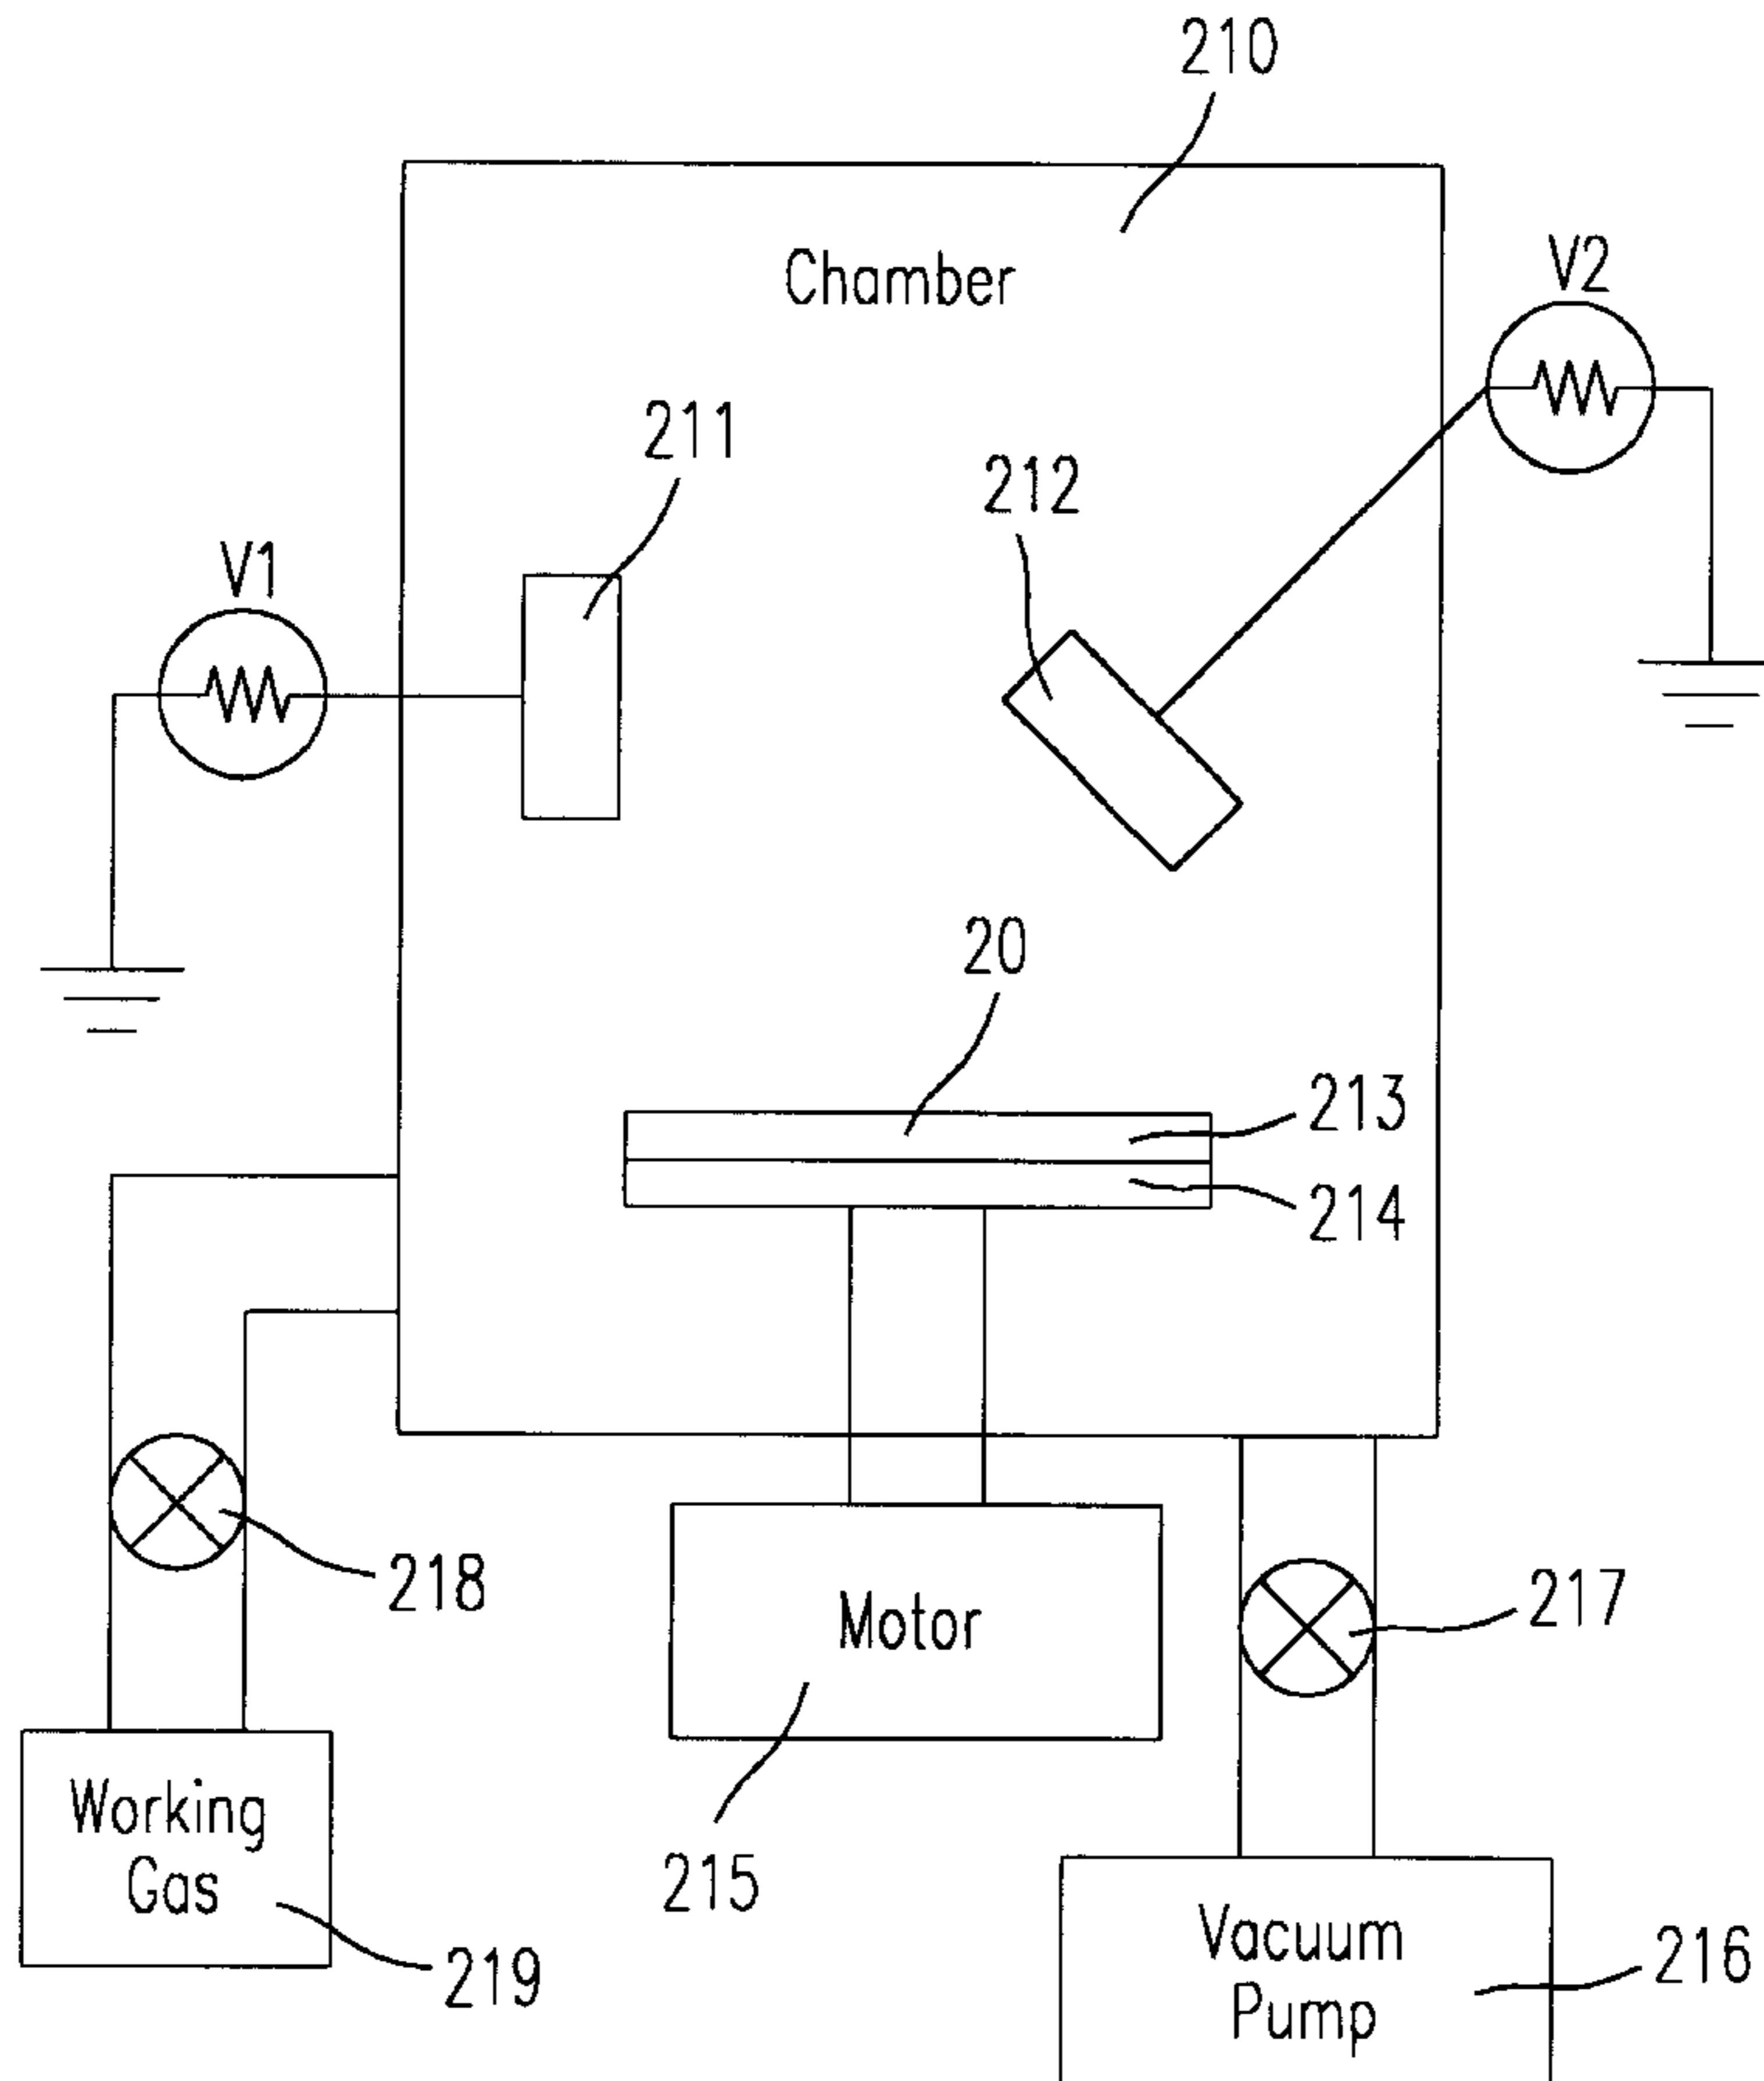 210
Chamber
V2
211
212
V1
20
213
214
218
Motor
217
Working
Gas
215
219
Vacuum
Pump
216